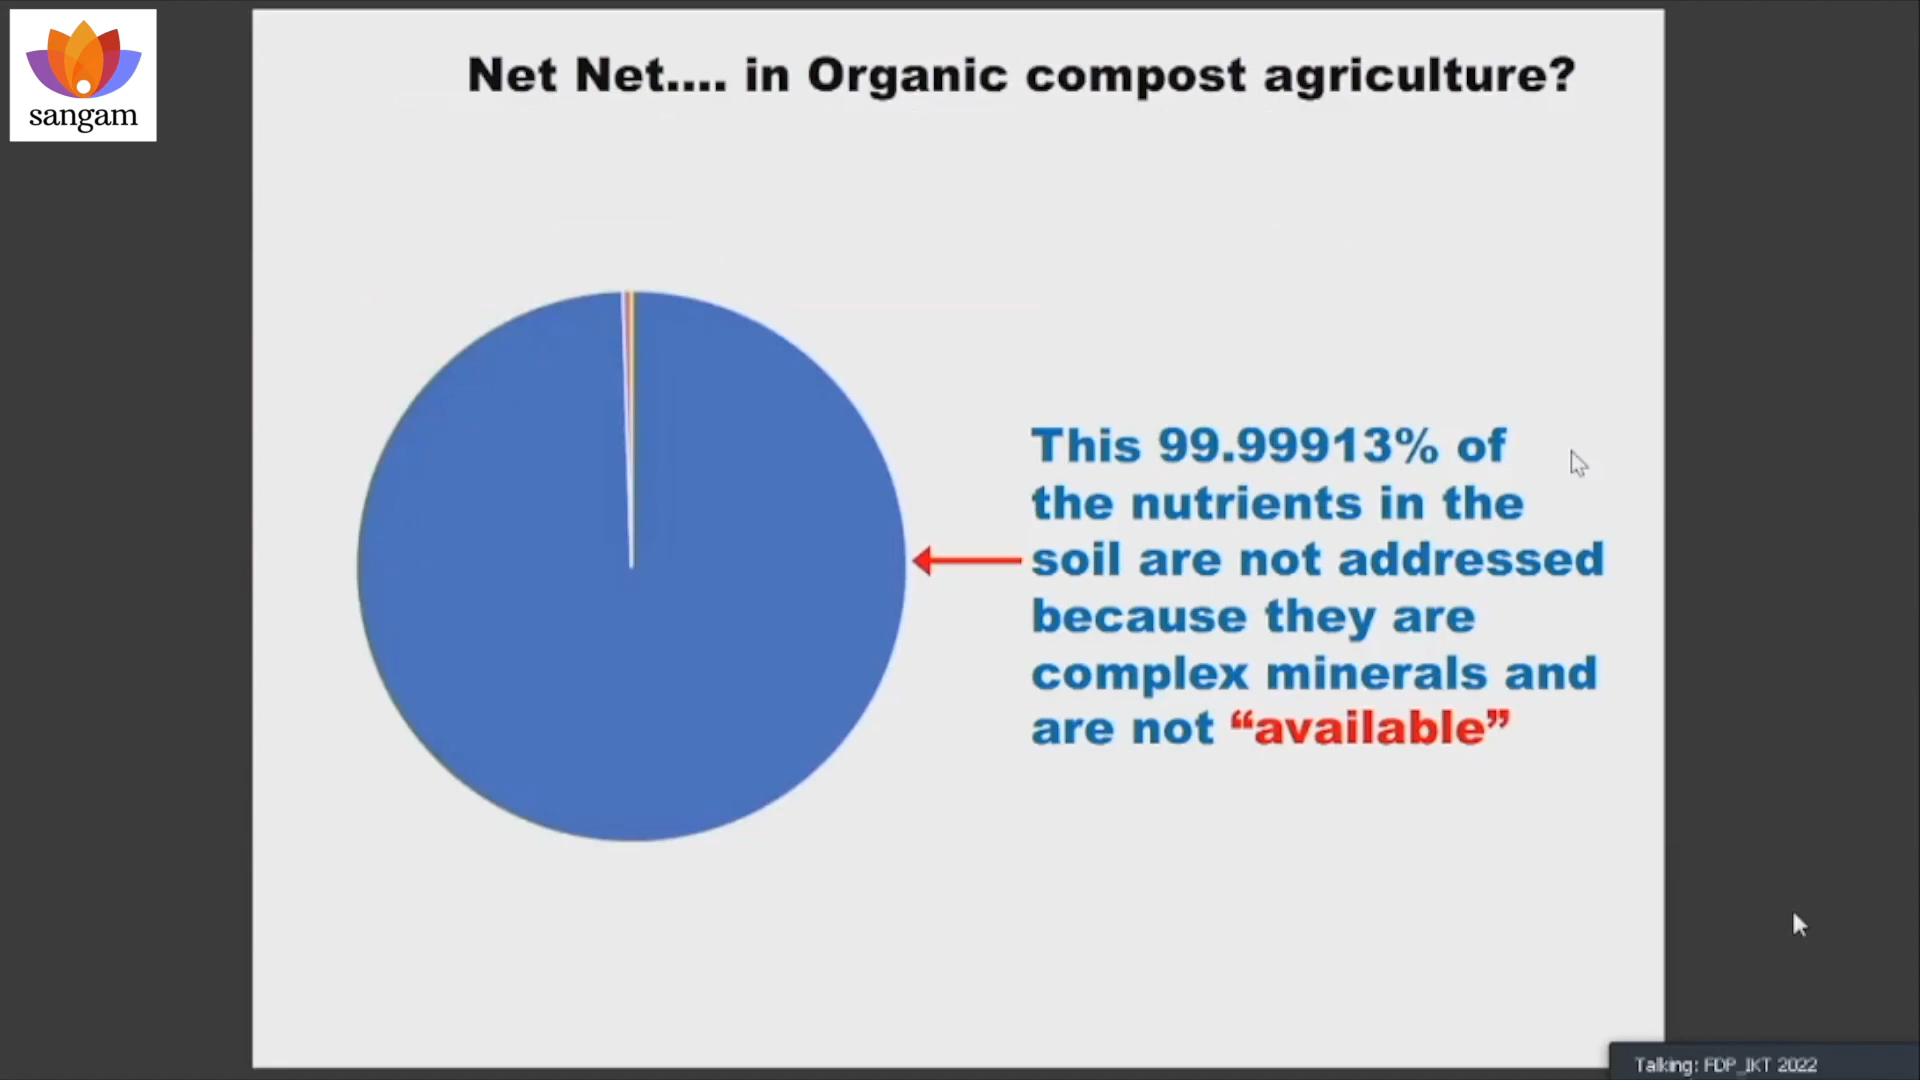 sangam
Net Net.... in Organic compost agriculture?
This 99.99913% of
the nutrients in the
soil are not addressed
because they are
complex minerals and
are not “available”
Talking: FDP_IKT 2022